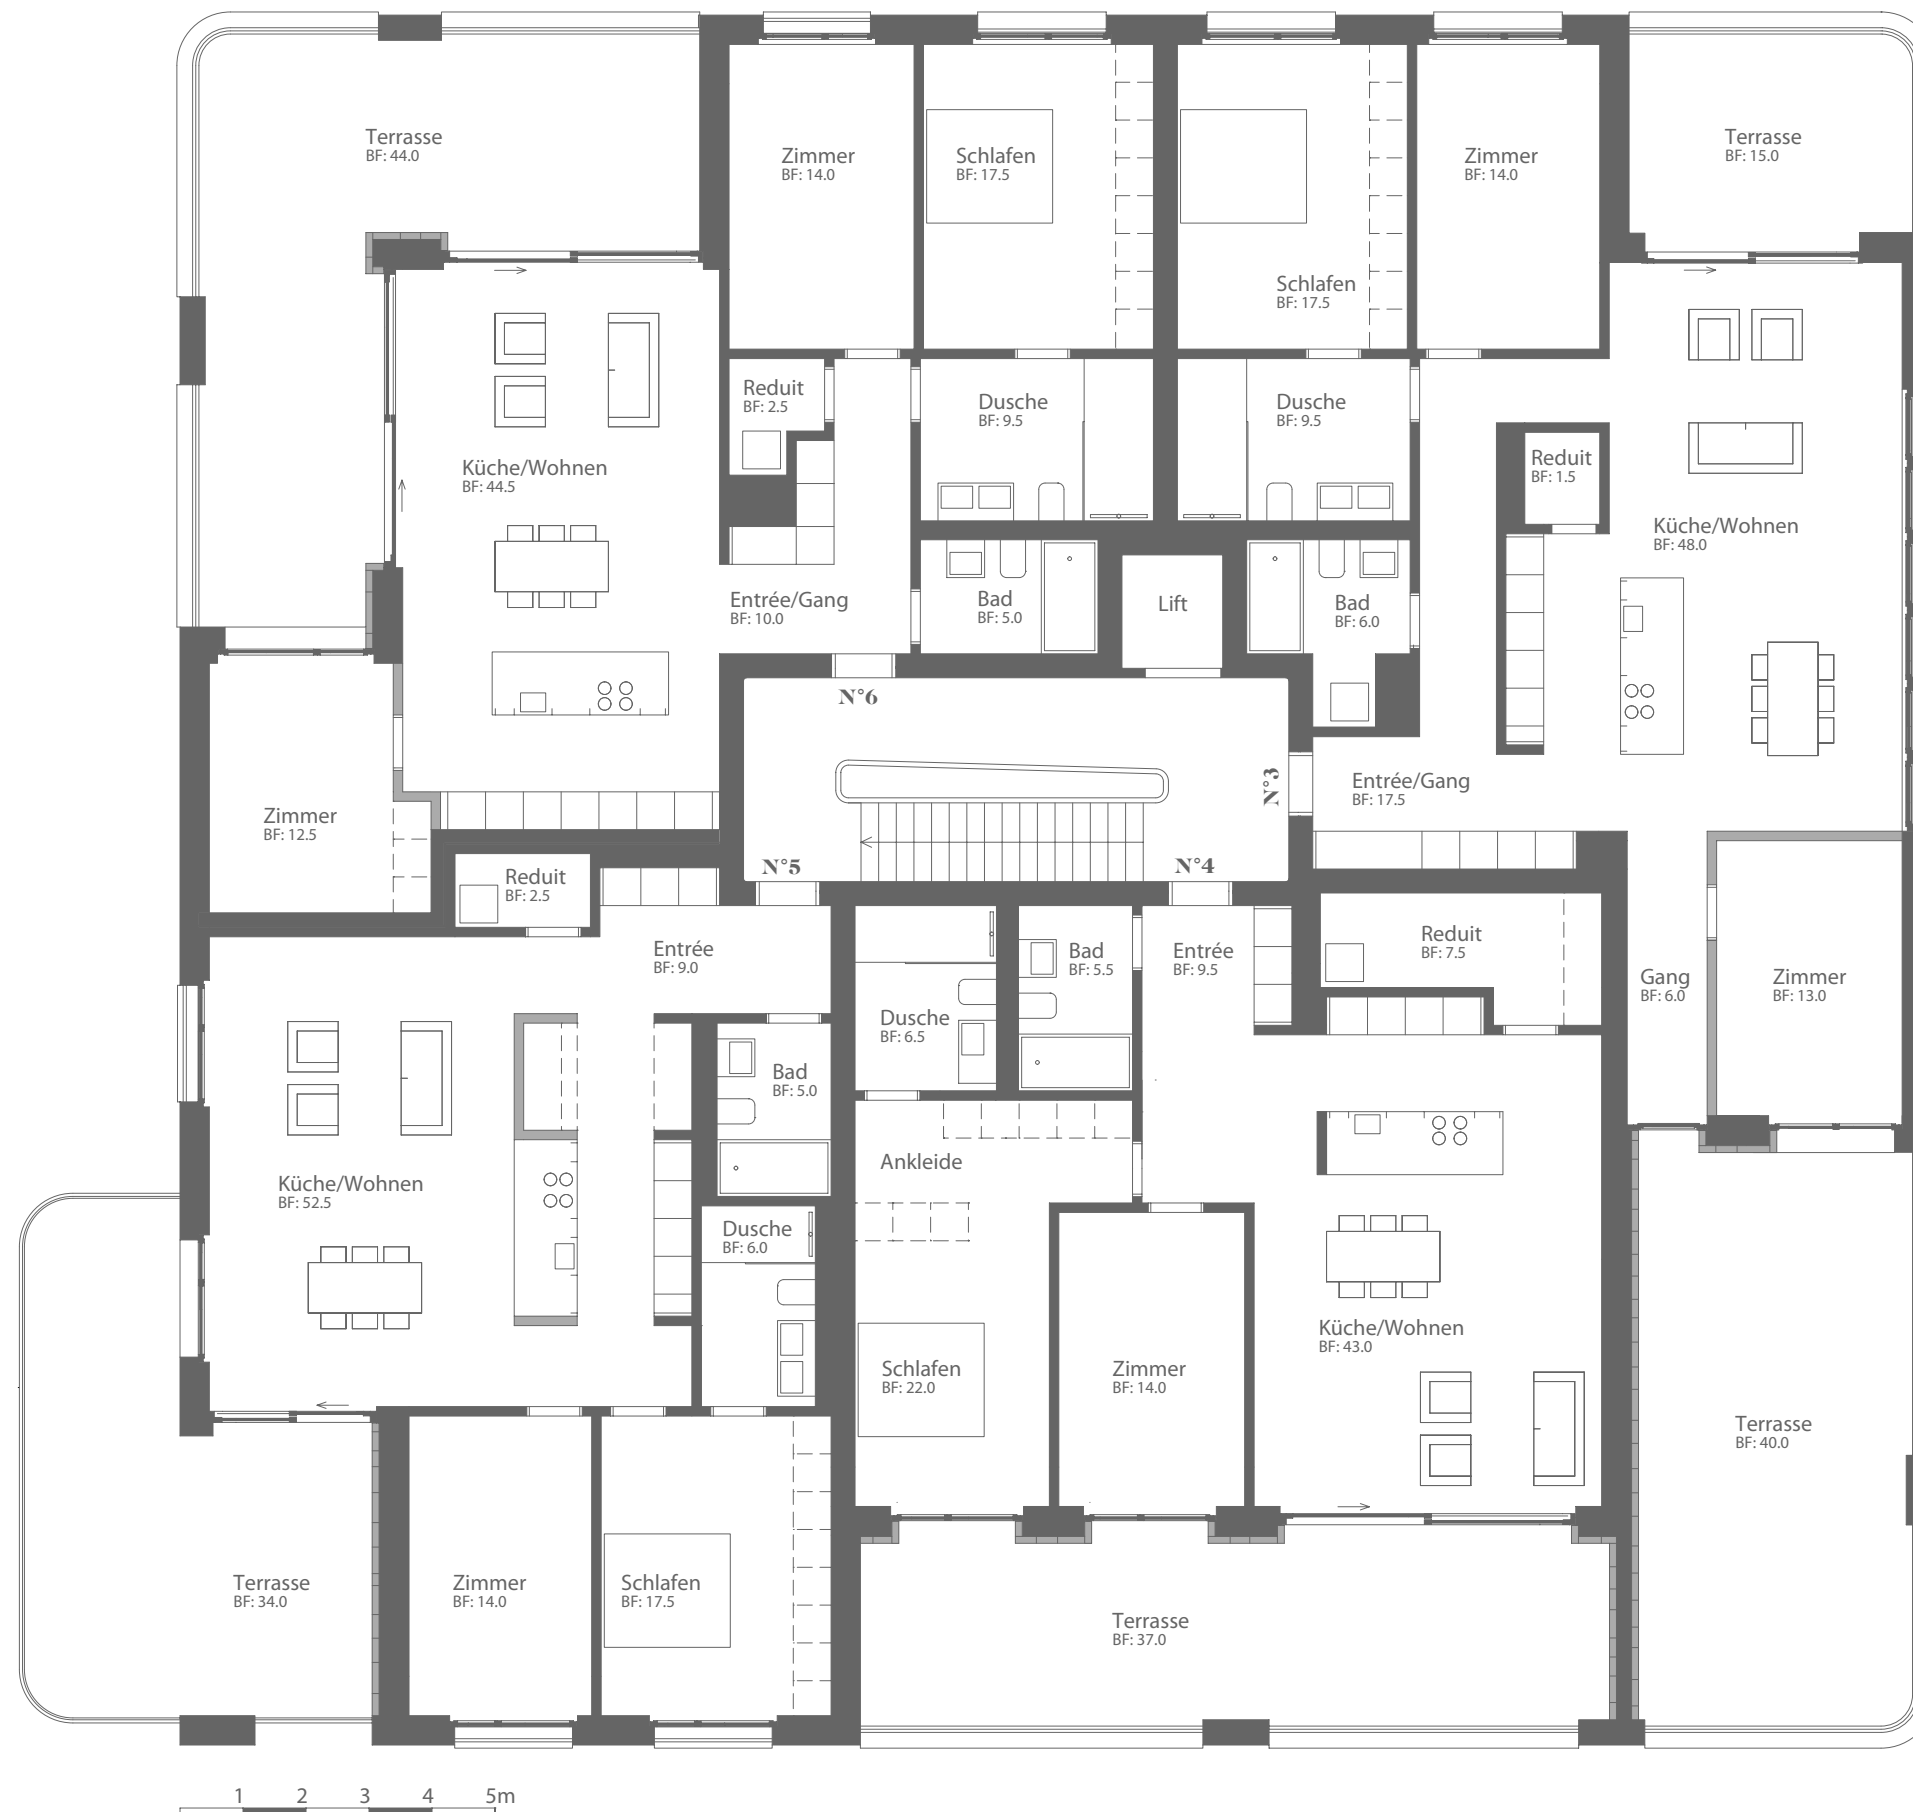 Terrasse
BF: 44.0
Zimmer
BF: 14.0
Schlafen
BF: 17.5
Schlafen
BF: 17.5
Zimmer
BF: 14.0
Terrasse
BF: 15.0
Küche/Wohnen
BF: 44.5
Reduit
BF: 2.5
Dusche
BF: 9.5
Dusche
BF: 9.5
Reduit
BF: 1.5
Küche/Wohnen
BF: 48.0
Entrée/Gang
BF: 10.0
Bad
BF: 5.0
Lift
Bad
BF: 6.0
N°6
N°3
Entrée/Gang
BF: 17.5
Zimmer
BF: 12.5
Reduit
BF: 2.5
N°5
N°4
Entrée
BF: 9.0
Bad
BF: 5.5
Entrée
BF: 9.5
Reduit
BF: 7.5
Gang
BF: 6.0
Zimmer
BF: 13.0
Dusche
BF: 6.5
Bad
BF: 5.0
Küche/Wohnen
BF: 52.5
Ankleide
Dusche
BF: 6.0
Schlafen
BF: 22.0
Zimmer
BF: 14.0
Küche/Wohnen
BF: 43.0
Terrasse
BF: 40.0
Terrasse
BF: 34.0
Zimmer
BF: 14.0
Schlafen
BF: 17.5
Terrasse
BF: 37.0
1 2 3 4 5m